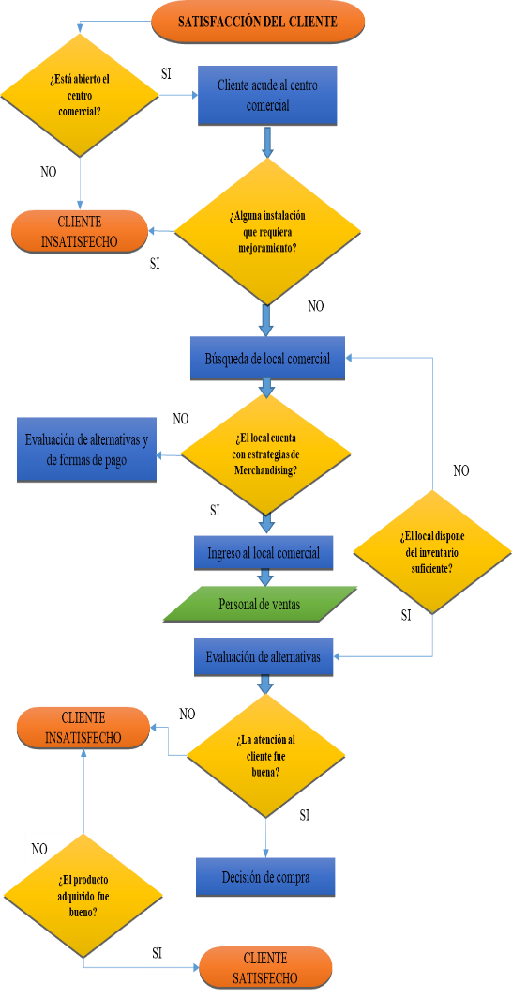 SATISFACCIÓN DEL CLIENTE
¿Está abierto el
centro
comercial?
SI
Cliente acude al centro
comercial
NO
CLIENTE
INSATISFECHO
¿Alguna instalación
que requiera
mejoramiento?
SI
NO
Búsqueda de local comercial
NO
Evaluación de alternativas y
de formas de pago
¿El local cuenta
con estrategias de
Merchandising?
NO
SI
¿El local dispone
del inventario
suficiente?
Ingreso al local comercial
Personal de ventas
SI
Evaluación de alternativas
CLIENTE
INSATISFECHO
NO
¿La atención al
cliente fue
buena?
SI
NO
Decisión de compra
¿El producto
adquirido fue
bueno?
SI
CLIENTE
SATISFECHO